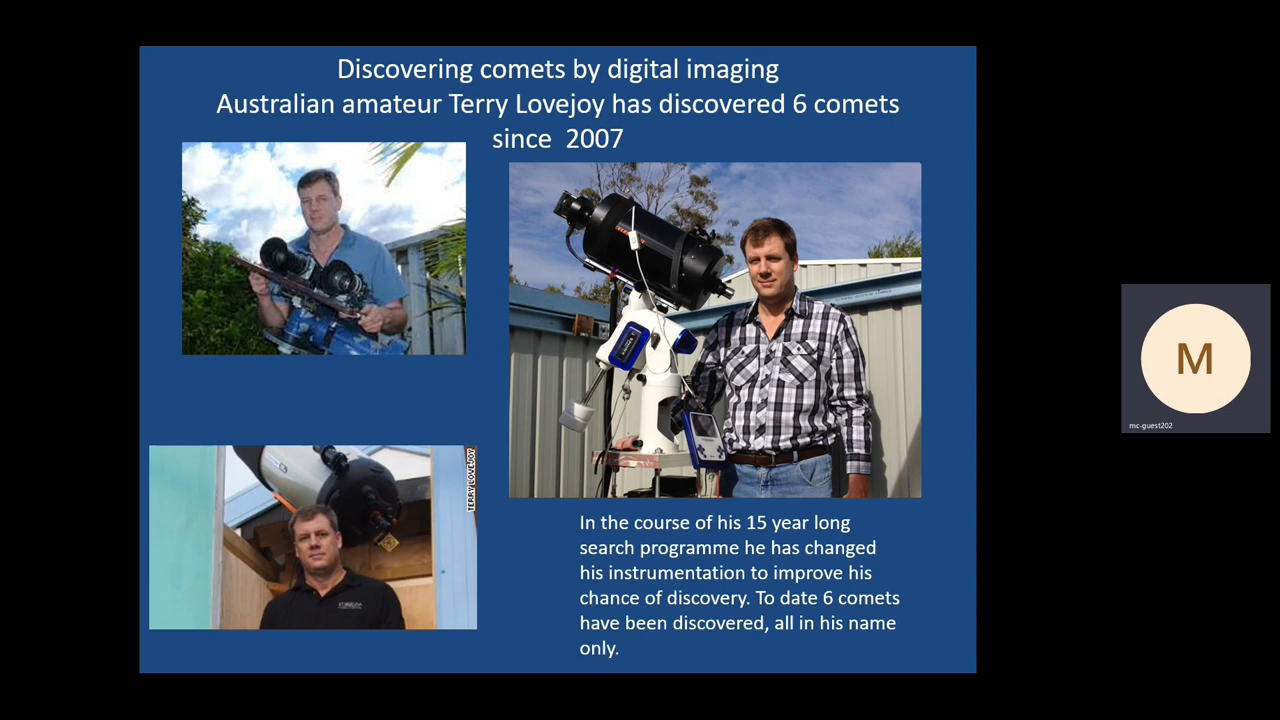 Discovering comets by digital imaging
Australian amateur Terry Lovejoy has discovered 6 comets
since  2007
TERRY LOVEJOY
In the course of his 15 year long
search programme he has changed
his instrumentation to improve his
chance of discovery. To date 6 comets
have been discovered, all in his name
only.
M
mc-guest202